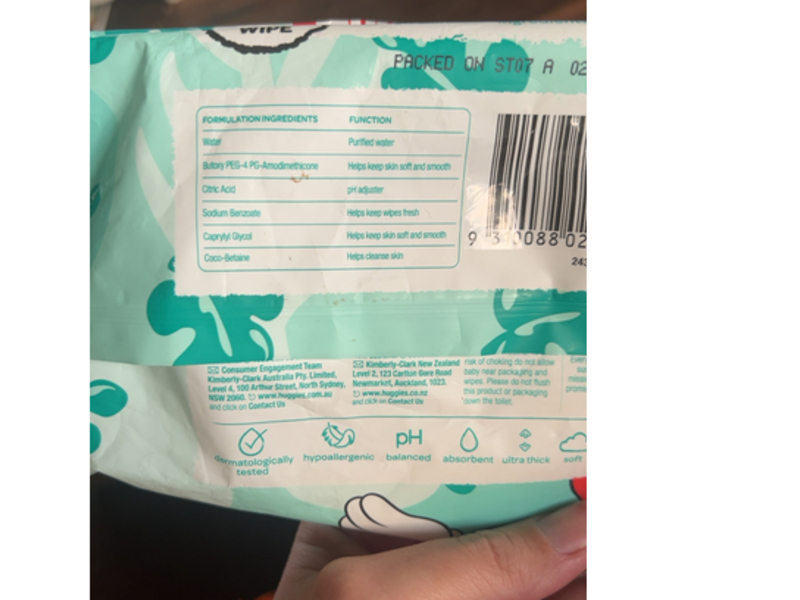 WIPE
PACKED ON ST07 A 02
FORMULATION INGREDIENTS FUNCTION
Water Purified water
Butoxy PEG-4 PG-Amodimethicone Helps keep skin soft and smooth
Citric Acid pH adjuster
Sodium Benzoate Helps keep wipes fresh
Caprylyl Glycol Helps keep skin soft and smooth
Coco-Betaine Helps cleanse skin
9 310088 02
243
Consumer Engagement Team
Kimberly-Clark Australia Pty. Limited,
Level 4, 100 Arthur Street, North Sydney,
NSW 2060. www.huggies.com.au
and click on Contact Us
Kimberly-Clark New Zealand
Level 2, 123 Carlton Gore Road
Newmarket, Auckland, 1023.
www.huggies.co.nz
and click on Contact Us
risk of choking do not allow
baby near packaging and
wipes. Please do not flush
this product or packaging
down the toilet.
dermatologically
tested
hypoallergenic
pH
balanced
absorbent
ultra thick
soft